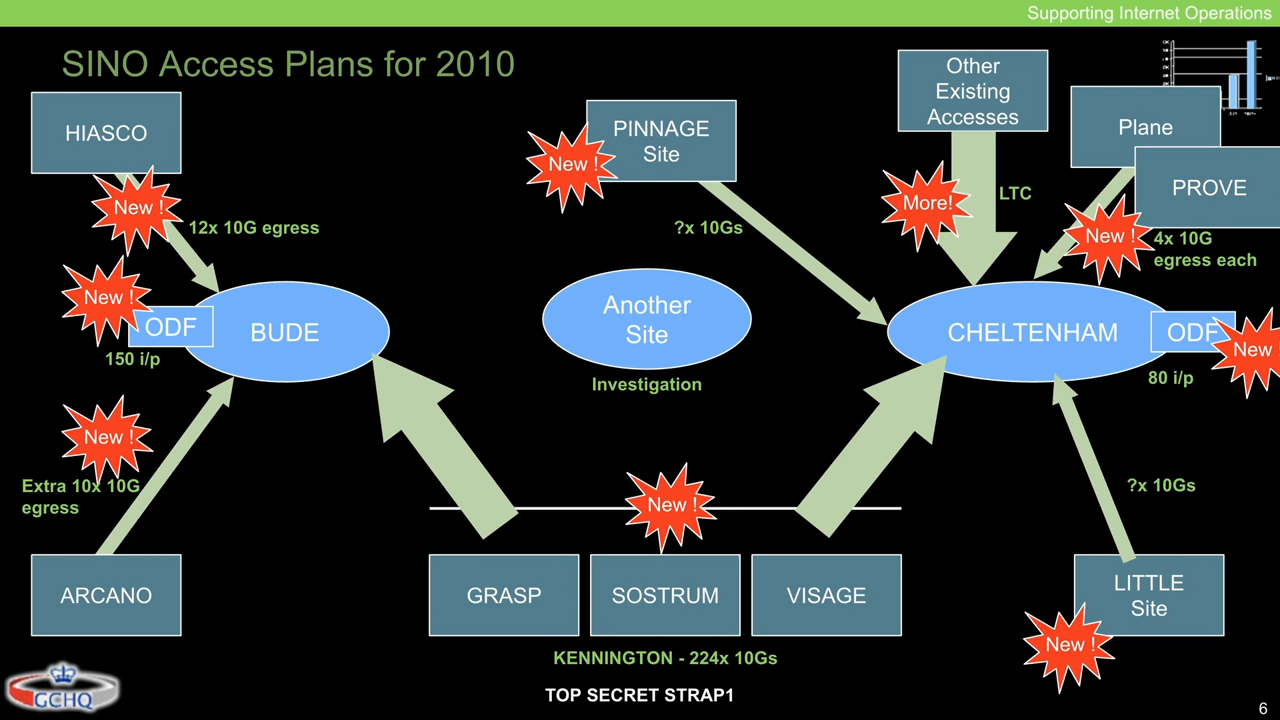 Supporting Internet Operations
SINO Access Plans for 2010
HIASCO
New !
12x 10G egress
New !
ODF
BUDE
150 i/p
New !
Extra 10x 10G
egress
ARCANO
PINNAGE
Site
New !
?x 10Gs
Another
Site
Investigation
Other
Existing
Accesses
More!
LTC
Plane
PROVE
New !
4x 10G
egress each
CHELTENHAM
ODF
New
80 i/p
?x 10Gs
LITTLE
Site
New !
New !
GRASP
SOSTRUM
VISAGE
KENNINGTON - 224x 10Gs
TOP SECRET STRAP1
GCHQ
6